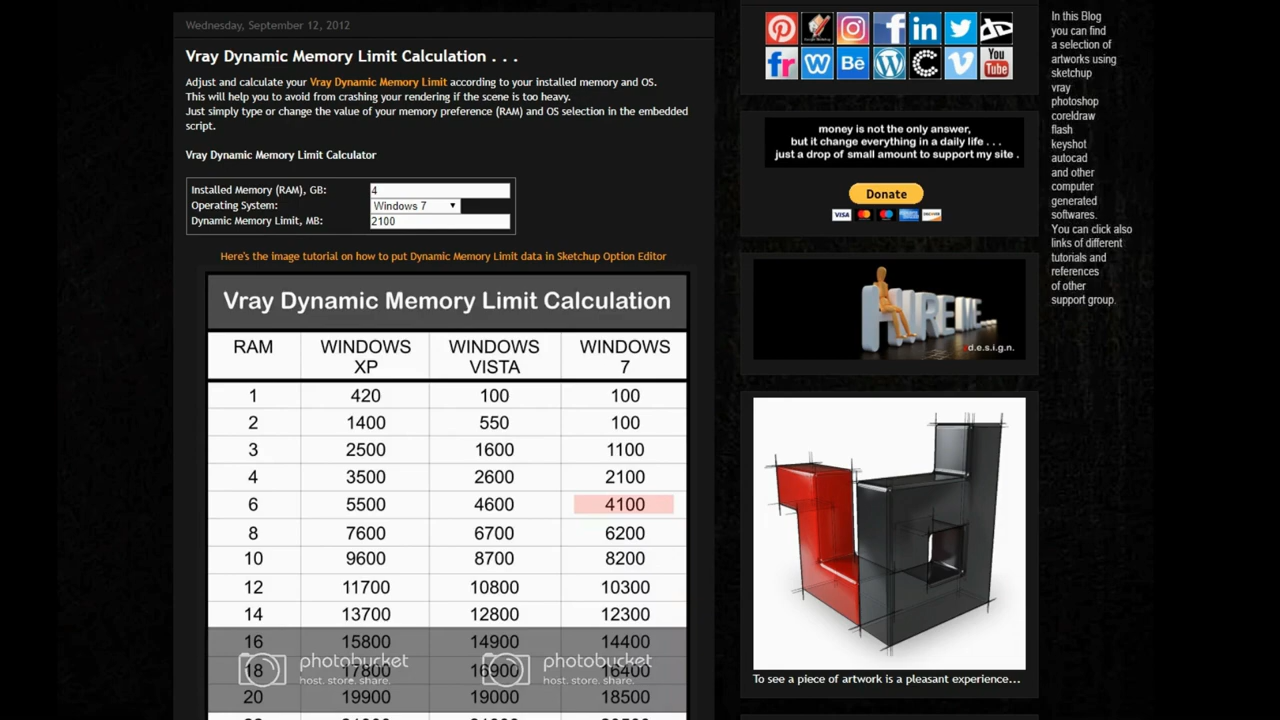 Wednesday, September 12, 2012
Vray Dynamic Memory Limit Calculation . . .
Adjust and calculate your Vray Dynamic Memory Limit according to your installed memory and OS.
This will help you to avoid from crashing your rendering if the scene is too heavy.
Just simply type or change the value of your memory preference (RAM) and OS selection in the embedded
script.
Vray Dynamic Memory Limit Calculator
Installed Memory (RAM), GB: 4
Operating System: Windows 7
Dynamic Memory Limit, MB: 2100
Here's the image tutorial on how to put Dynamic Memory Limit data in Sketchup Option Editor
Vray Dynamic Memory Limit Calculation
RAM WINDOWS XP WINDOWS VISTA WINDOWS 7
1 420 100 100
2 1400 550 100
3 2500 1600 1100
4 3500 2600 2100
6 5500 4600 4100
8 7600 6700 6200
10 9600 8700 8200
12 11700 10800 10300
14 13700 12800 12300
16 15800 14900 14400
18 17800 16900 16400
20 19900 19000 18500
photobucket photobucket
host. store. share. host. store. share.
You
Tube
money is not the only answer,
but it change everything in a daily life . . .
just a drop of small amount to support my site .
Donate
VISA
HIRE ME...
d.e.s.i.g.n.
To see a piece of artwork is a pleasant experience...
In this Blog
you can find
a selection of
artworks using
sketchup
vray
photoshop
coreldraw
flash
keyshot
autocad
and other
computer
generated
softwares.
You can click also
links of different
tutorials and
references
of other
support group.